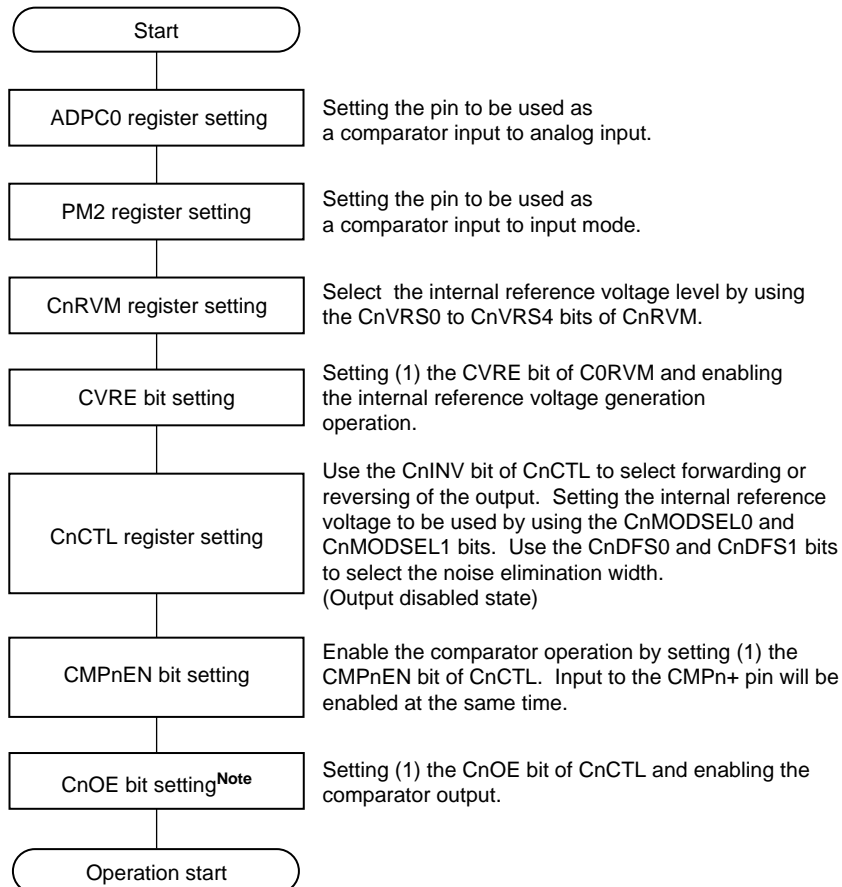 Start
ADPC0 register setting
Setting the pin to be used as
a comparator input to analog input.
PM2 register setting
Setting the pin to be used as
a comparator input to input mode.
CnRVM register setting
Select  the internal reference voltage level by using
the CnVRS0 to CnVRS4 bits of CnRVM.
CVRE bit setting
Setting (1) the CVRE bit of C0RVM and enabling
the internal reference voltage generation
operation.
CnCTL register setting
Use the CnINV bit of CnCTL to select forwarding or
reversing of the output.  Setting the internal reference
voltage to be used by using the CnMODSEL0 and
CnMODSEL1 bits.  Use the CnDFS0 and CnDFS1 bits
to select the noise elimination width.
(Output disabled state)
CMPnEN bit setting
Enable the comparator operation by setting (1) the
CMPnEN bit of CnCTL.  Input to the CMPn+ pin will be
enabled at the same time.
CnOE bit settingNote
Setting (1) the CnOE bit of CnCTL and enabling the
comparator output.
Operation start